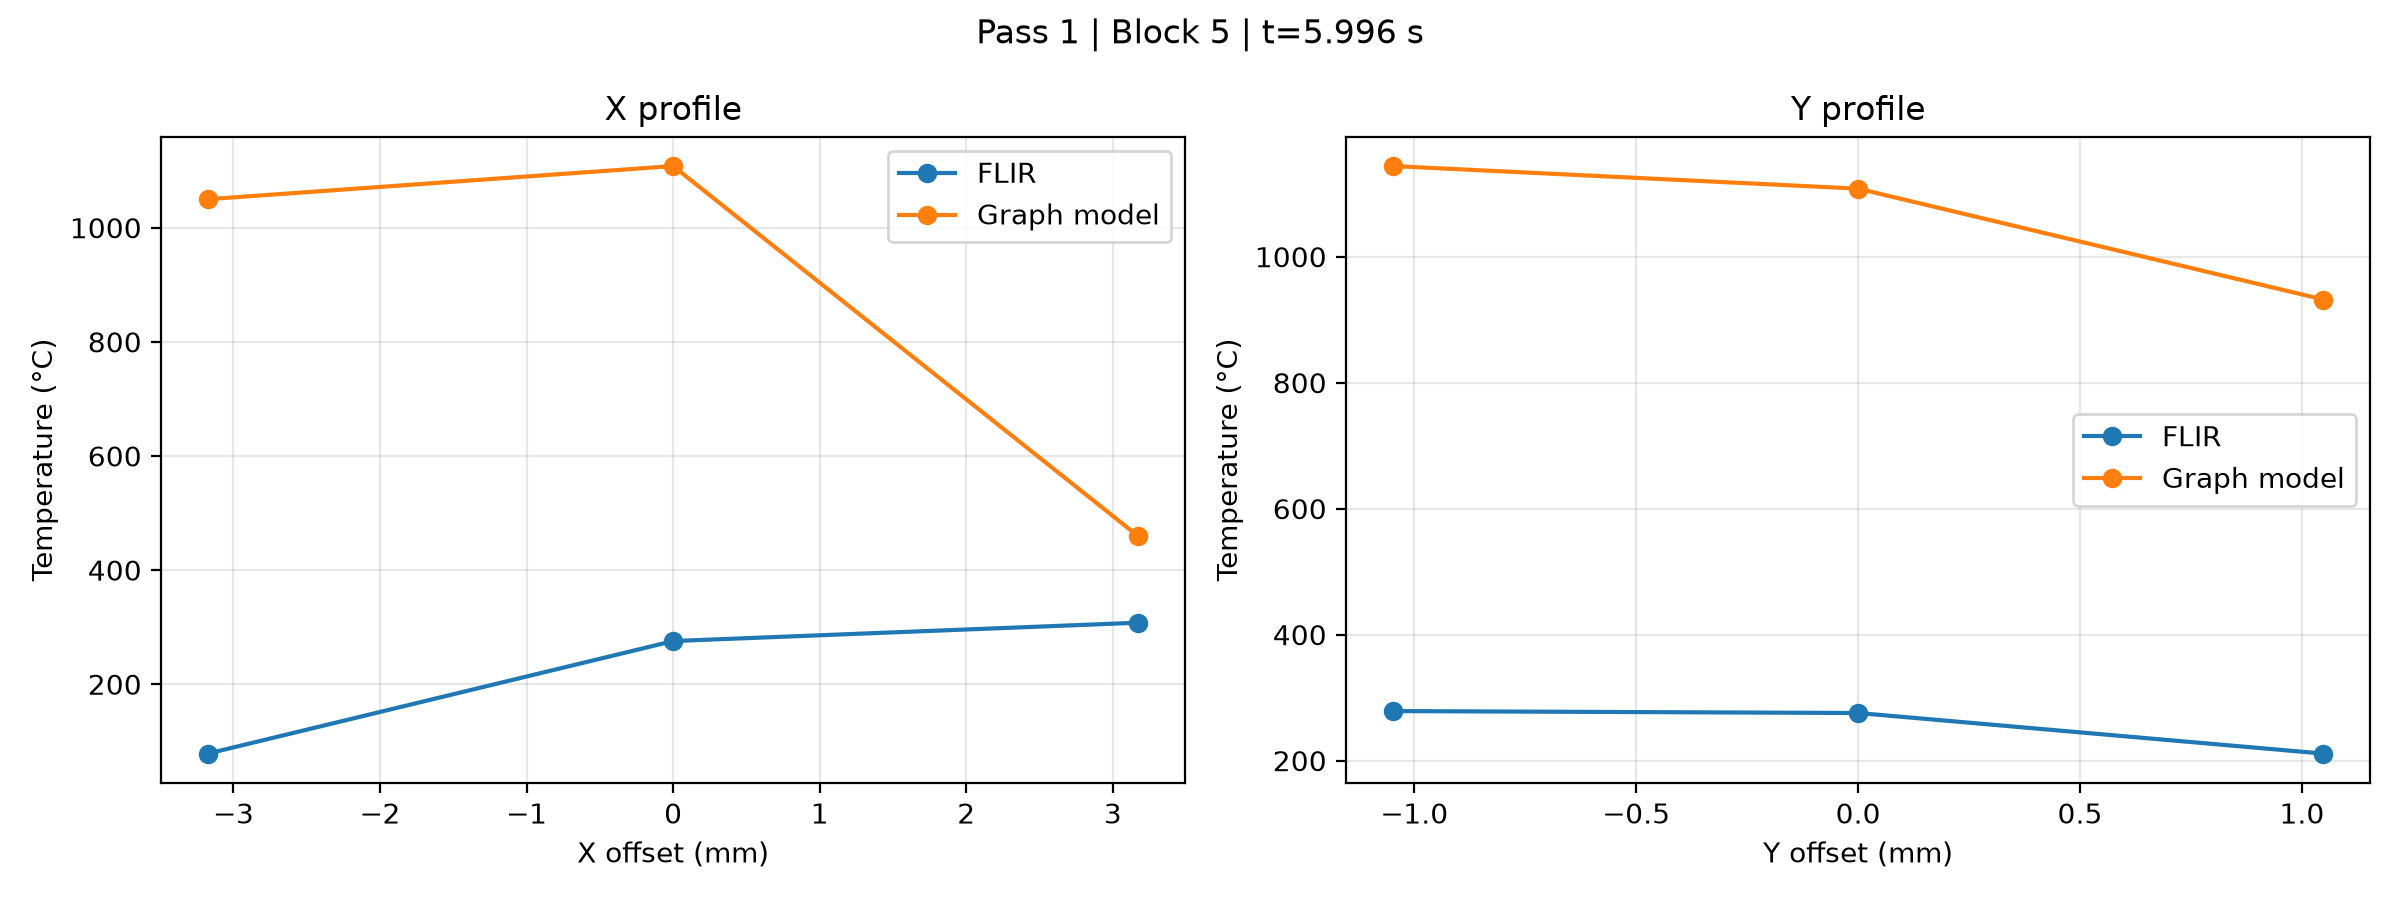 Pass 1 | Block 5 | t=5.996 s
X profile
Temperature (°C)
1000
800
600
400
200
FLIR
Graph model
−3 −2 −1 0 1 2 3
X offset (mm)
Y profile
Temperature (°C)
1000
800
600
400
200
FLIR
Graph model
−1.0 −0.5 0.0 0.5 1.0
Y offset (mm)